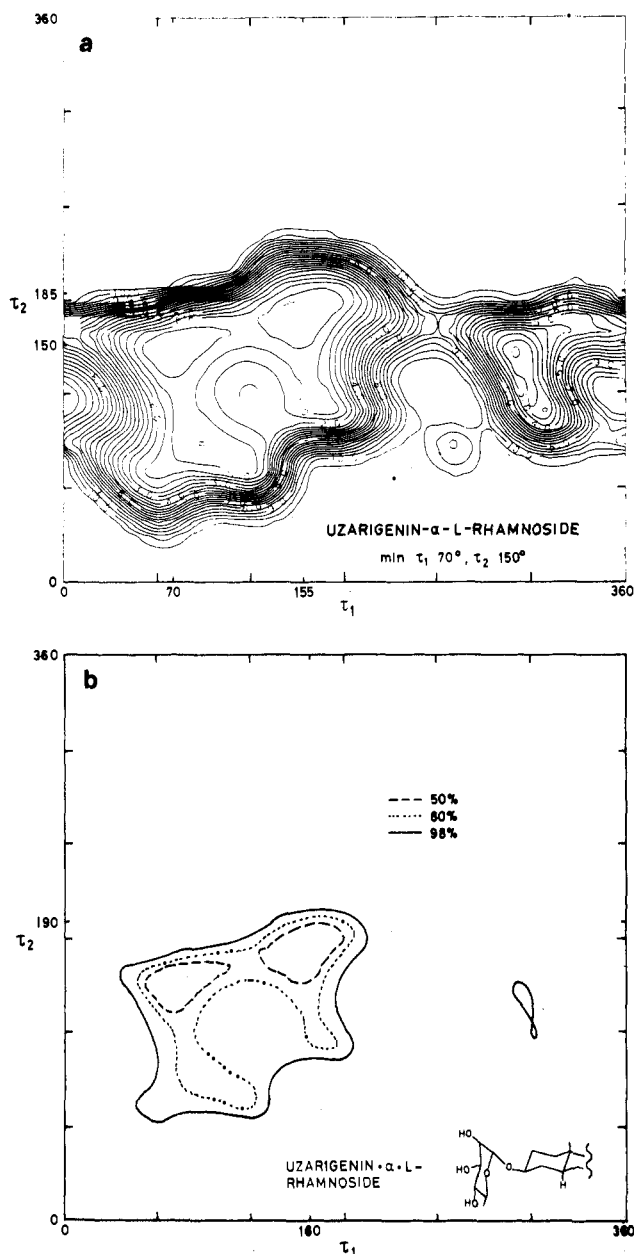 360
a
τ2
185
150
UZARIGENIN-α-L-RHAMNOSIDE
min τ1 70°, τ2 150°
0
0 70 155 360
τ1
360
b
50%
80%
98%
190
τ2
HO
HO
O
O
HO
H
UZARIGENIN·α·L-
RHAMNOSIDE
0
0 160 360
τ1